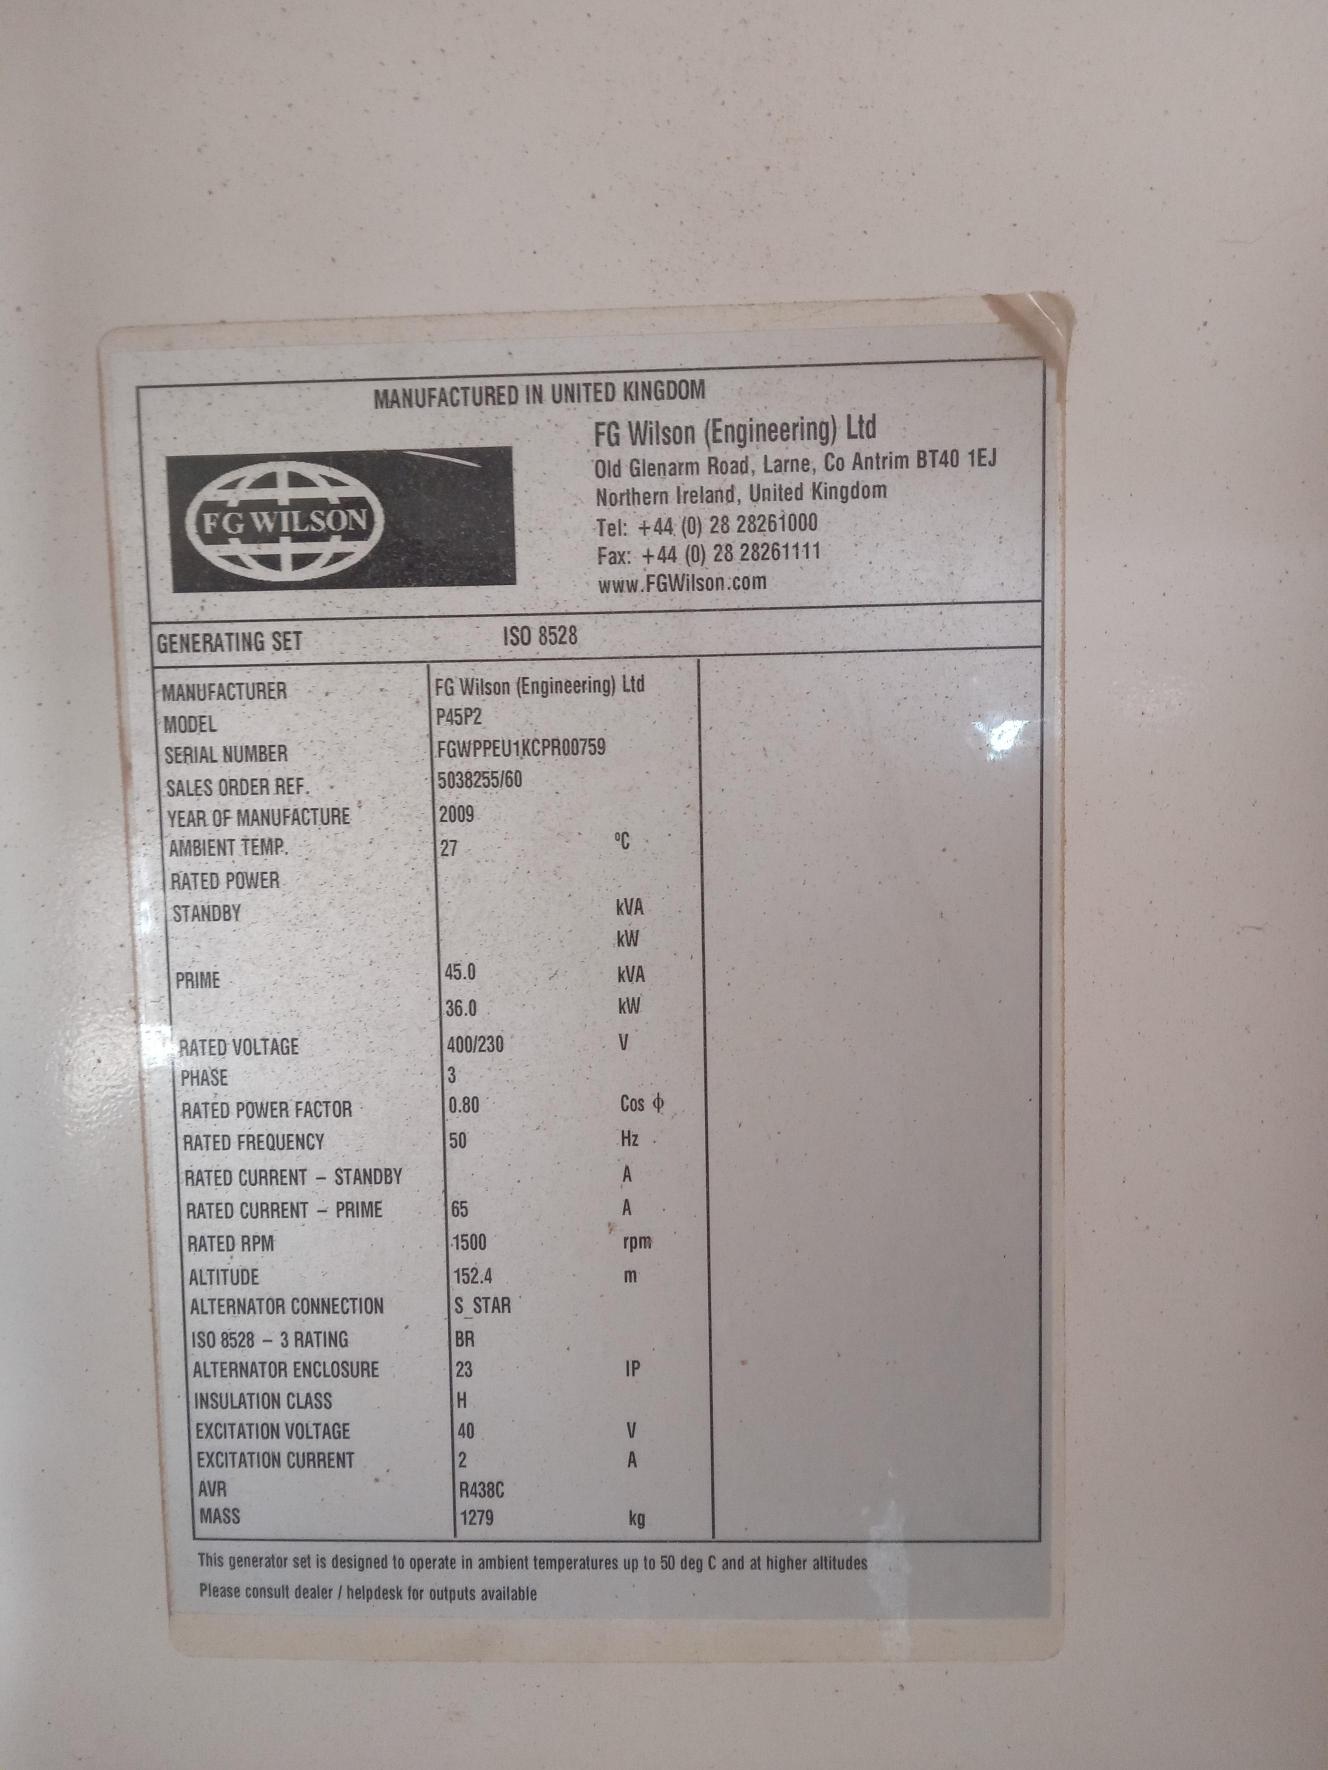 MANUFACTURED IN UNITED KINGDOM
FG WILSON
FG Wilson (Engineering) Ltd
Old Glenarm Road, Larne, Co Antrim BT40 1EJ
Northern Ireland, United Kingdom
Tel: +44 (0) 28 28261000
Fax: +44 (0) 28 28261111
www.FGWilson.com
GENERATING SET ISO 8528
MANUFACTURER FG Wilson (Engineering) Ltd
MODEL P45P2
SERIAL NUMBER FGWPPEU1KCPR00759
SALES ORDER REF. 5038255/60
YEAR OF MANUFACTURE 2009
AMBIENT TEMP. 27 ºC
RATED POWER
STANDBY kVA
kW
PRIME 45.0 kVA
36.0 kW
RATED VOLTAGE 400/230 V
PHASE 3
RATED POWER FACTOR 0.80 Cos ϕ
RATED FREQUENCY 50 Hz
RATED CURRENT – STANDBY A
RATED CURRENT – PRIME 65 A
RATED RPM 1500 rpm
ALTITUDE 152.4 m
ALTERNATOR CONNECTION S_STAR
ISO 8528 – 3 RATING BR
ALTERNATOR ENCLOSURE 23 IP
INSULATION CLASS H
EXCITATION VOLTAGE 40 V
EXCITATION CURRENT 2 A
AVR R438C
MASS 1279 kg
This generator set is designed to operate in ambient temperatures up to 50 deg C and at higher altitudes
Please consult dealer / helpdesk for outputs available